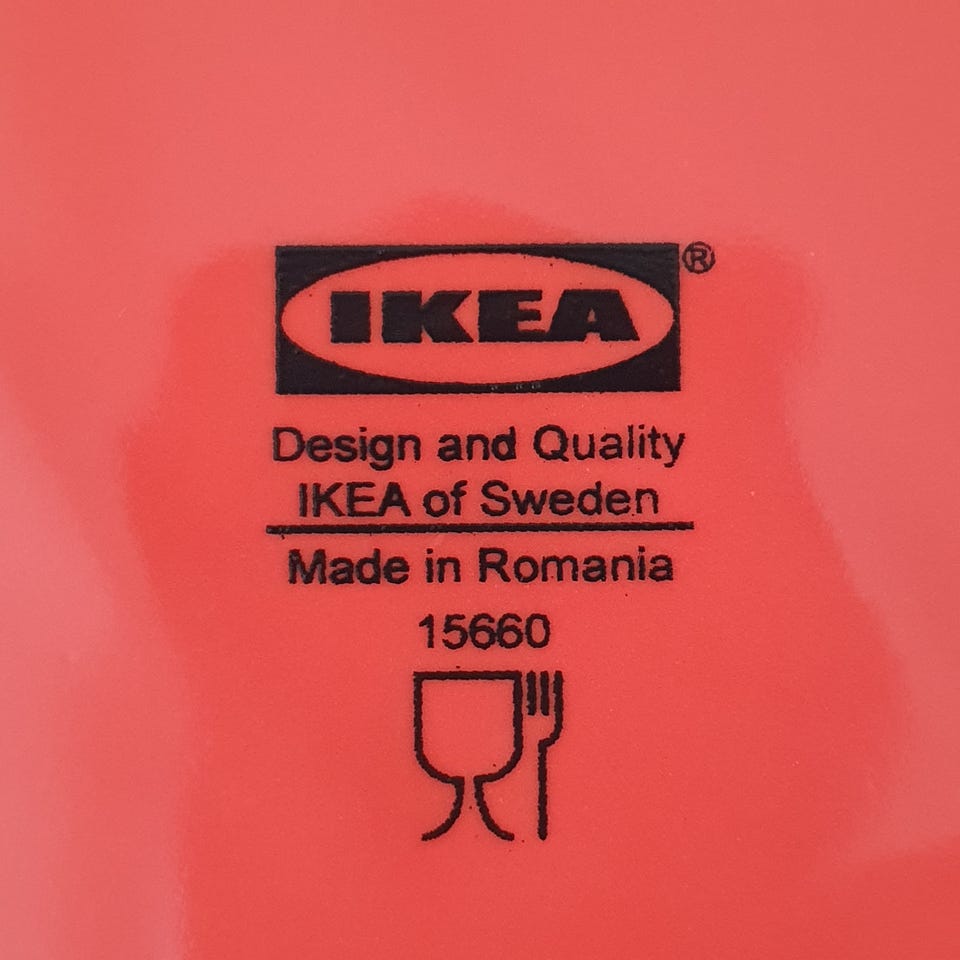 IKEA®
Design and Quality
IKEA of Sweden
Made in Romania
15660